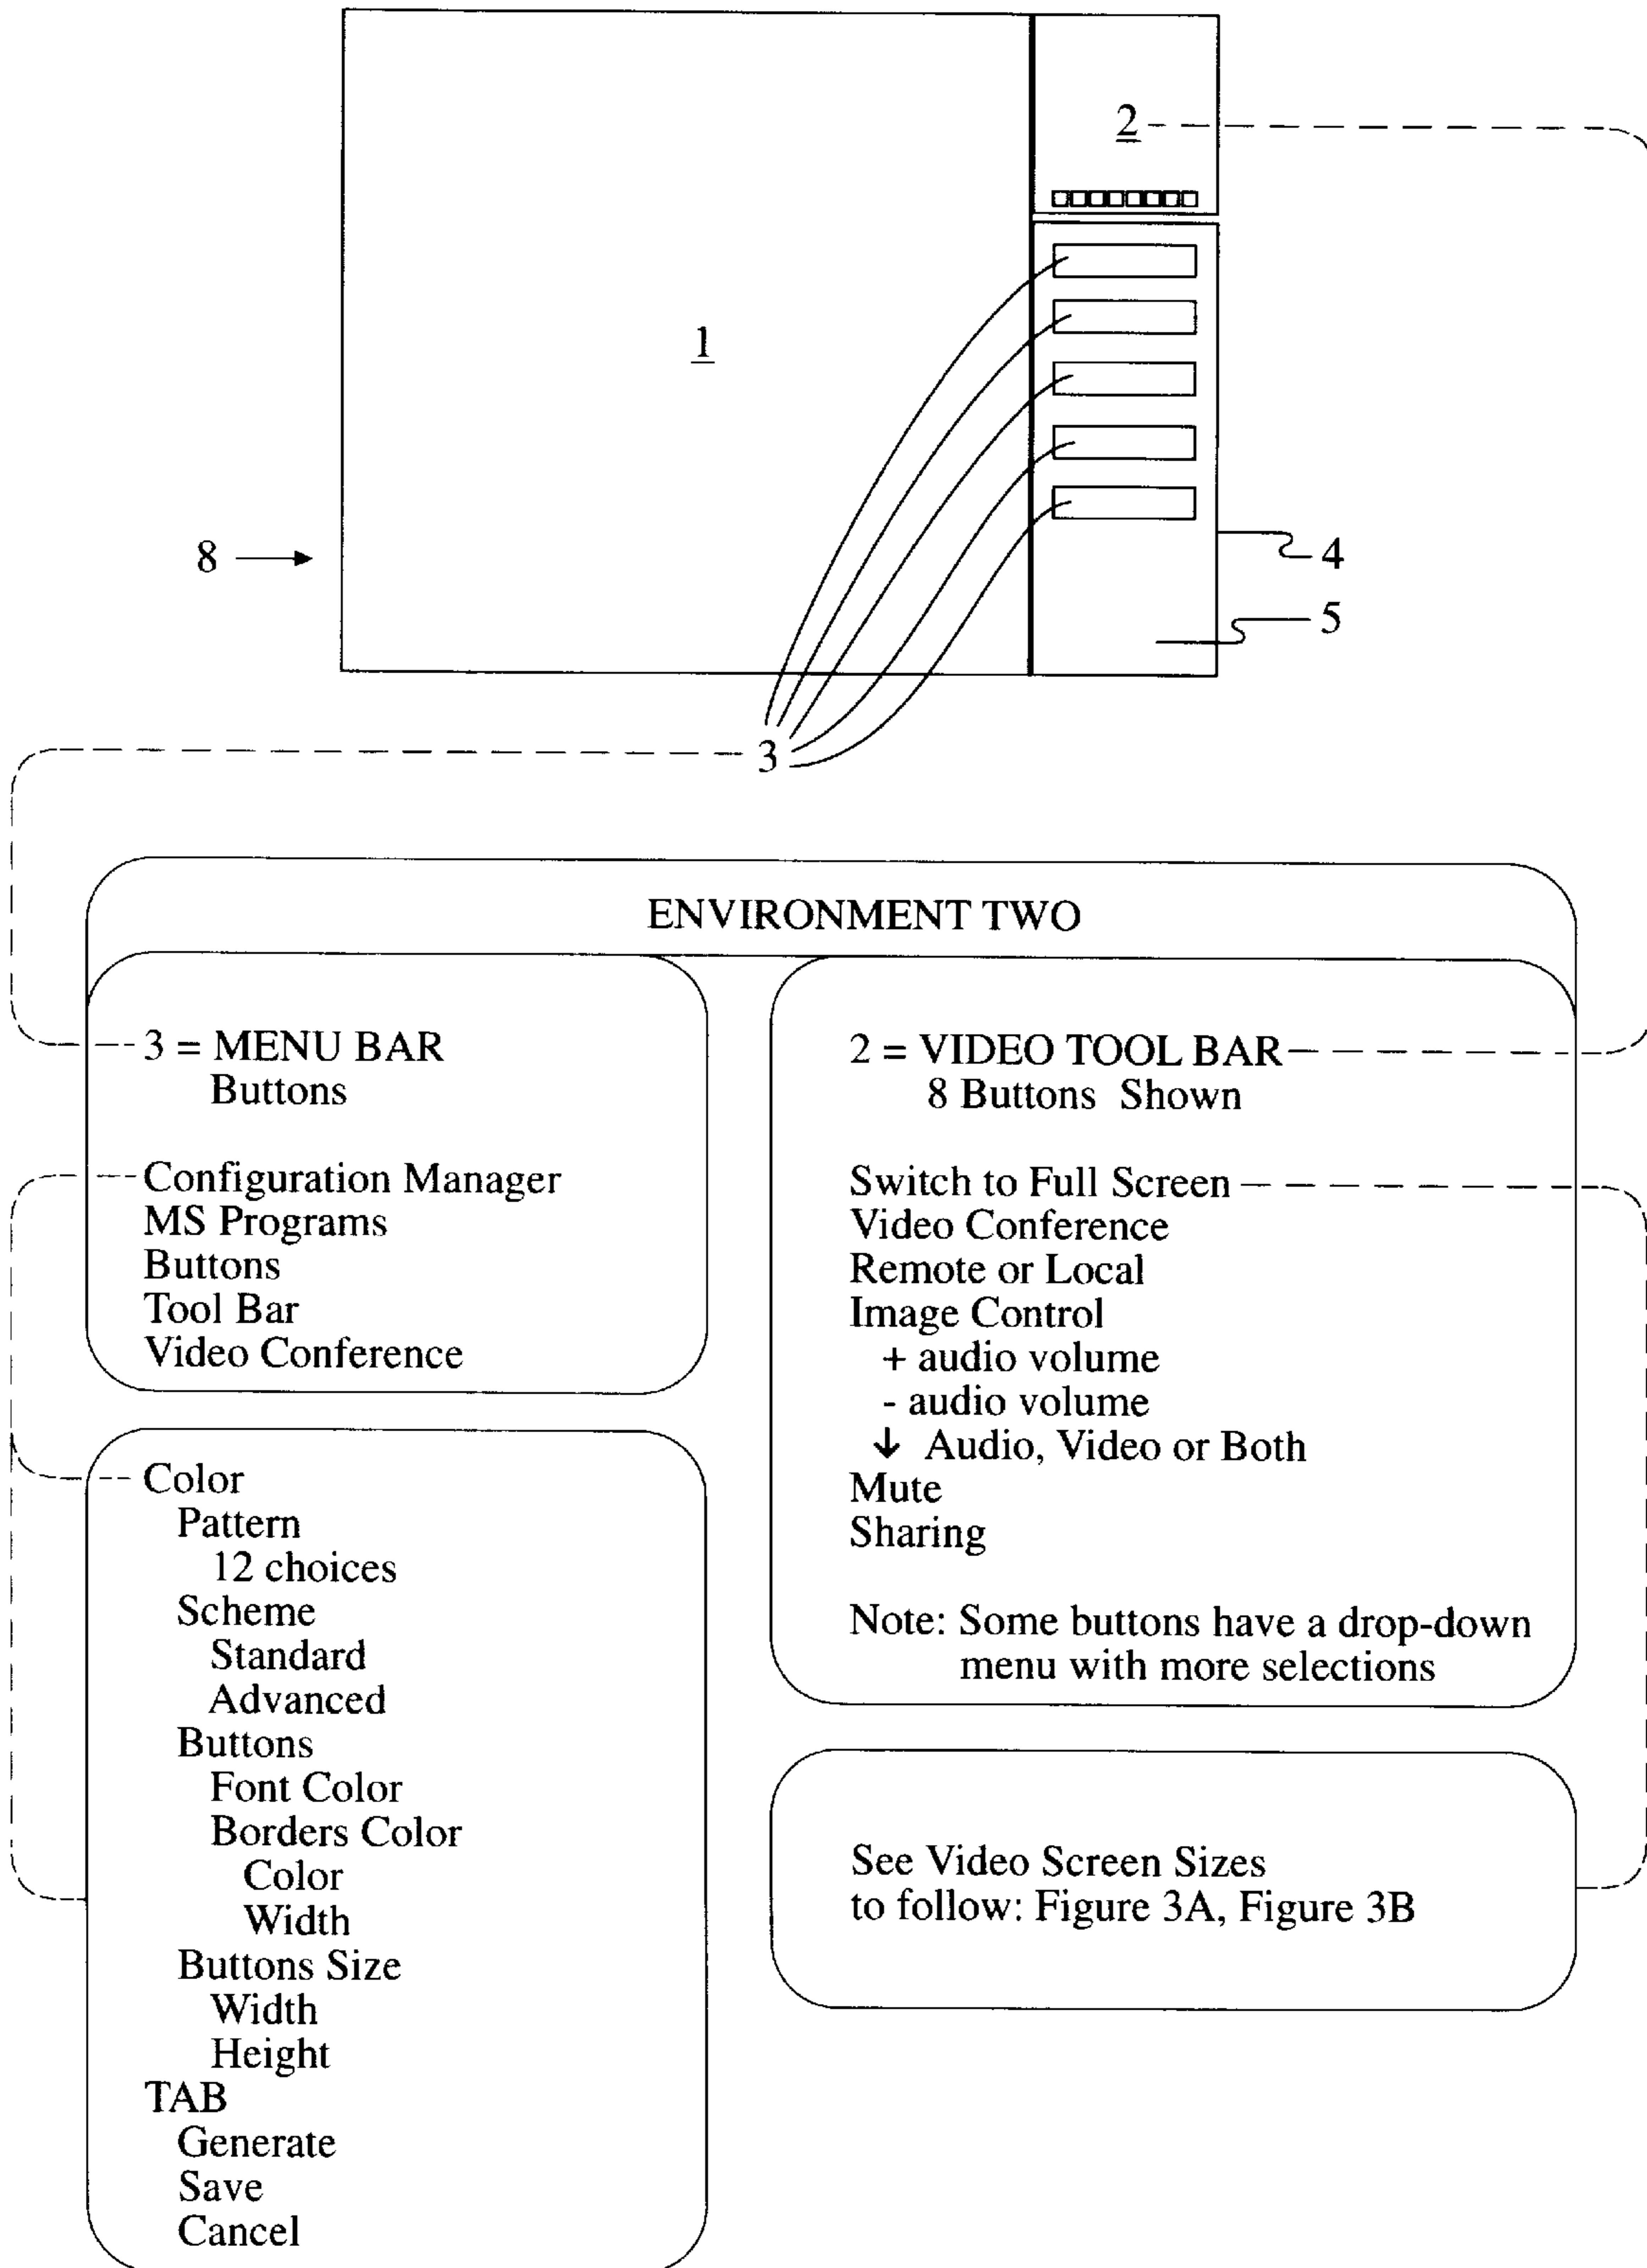 2
1
8
4
5
3
ENVIRONMENT TWO
3 = MENU BAR
Buttons
Configuration Manager
MS Programs
Buttons
Tool Bar
Video Conference
Color
Pattern
12 choices
Scheme
Standard
Advanced
Buttons
Font Color
Borders Color
Color
Width
Buttons Size
Width
Height
TAB
Generate
Save
Cancel
2 = VIDEO TOOL BAR
8 Buttons Shown
Switch to Full Screen
Video Conference
Remote or Local
Image Control
+ audio volume
- audio volume
↓ Audio, Video or Both
Mute
Sharing
Note: Some buttons have a drop-down
menu with more selections
See Video Screen Sizes
to follow: Figure 3A, Figure 3B